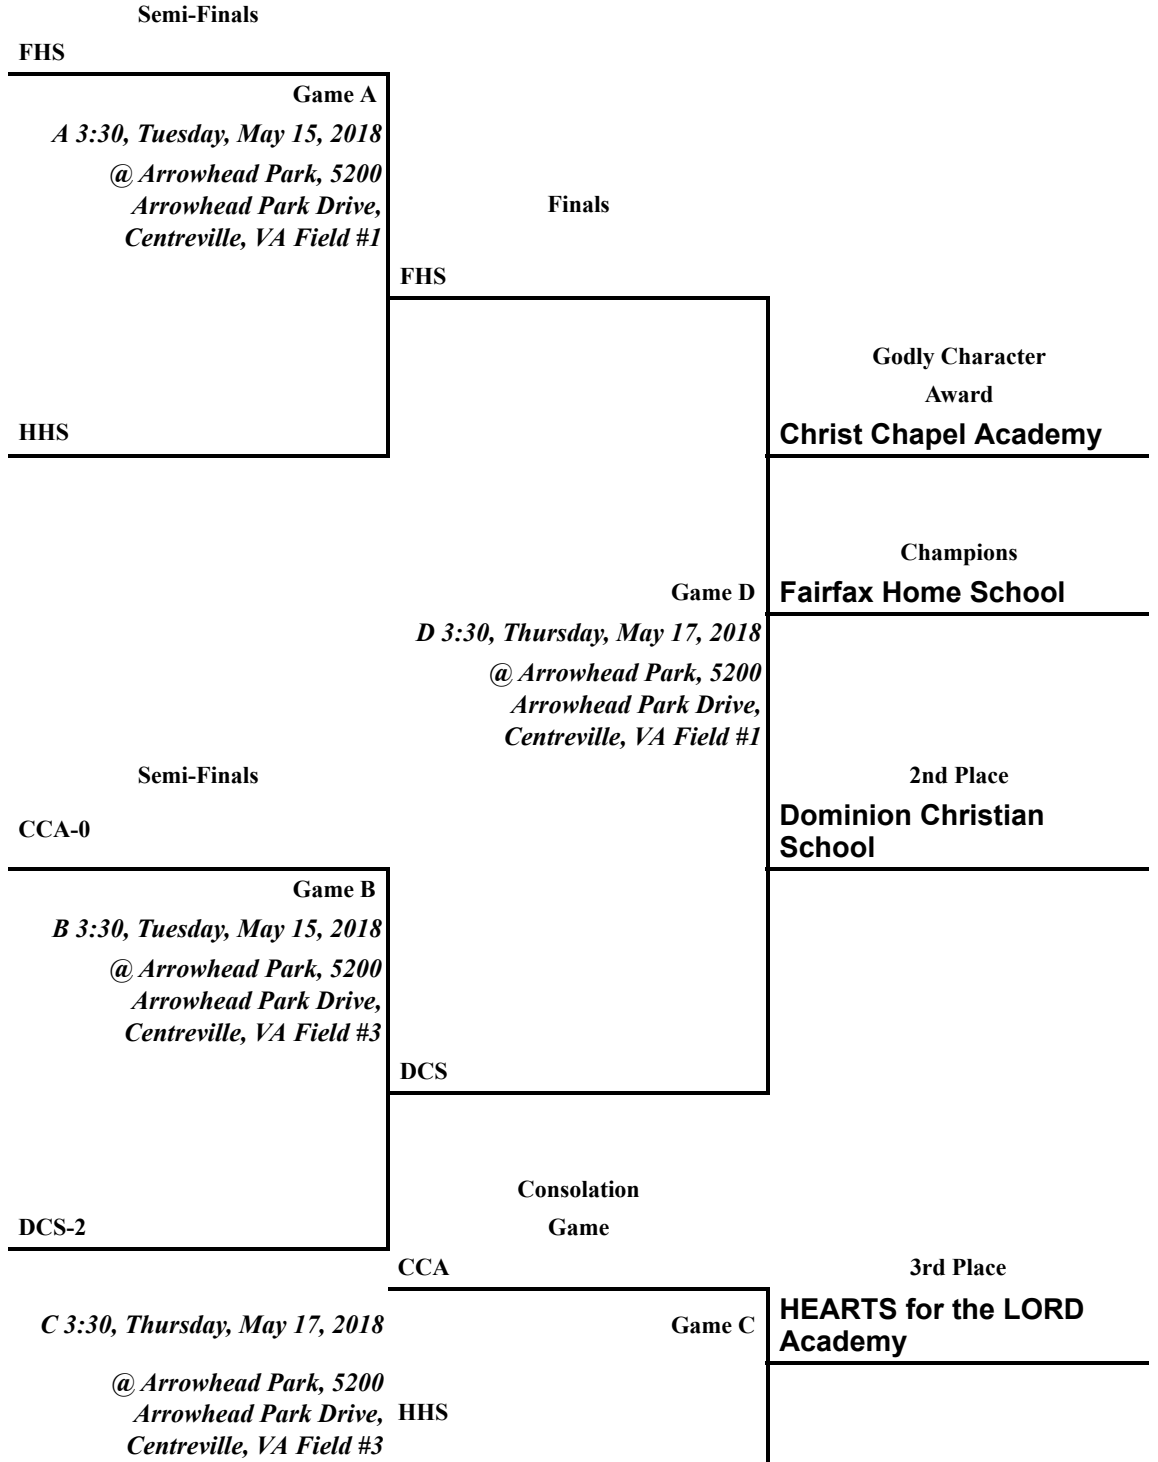 Semi-Finals
FHS
Game A
A 3:30, Tuesday, May 15, 2018
@ Arrowhead Park, 5200
Arrowhead Park Drive,
Centreville, VA Field #1
Finals
FHS
Godly Character
Award
HHS
Christ Chapel Academy
Champions
Game D
Fairfax Home School
D 3:30, Thursday, May 17, 2018
@ Arrowhead Park, 5200
Arrowhead Park Drive,
Centreville, VA Field #1
Semi-Finals
2nd Place
CCA-0
Dominion Christian
School
Game B
B 3:30, Tuesday, May 15, 2018
@ Arrowhead Park, 5200
Arrowhead Park Drive,
Centreville, VA Field #3
DCS
Consolation
Game
DCS-2
CCA
3rd Place
HEARTS for the LORD
Academy
C 3:30, Thursday, May 17, 2018
Game C
@ Arrowhead Park, 5200
Arrowhead Park Drive,
Centreville, VA Field #3
HHS